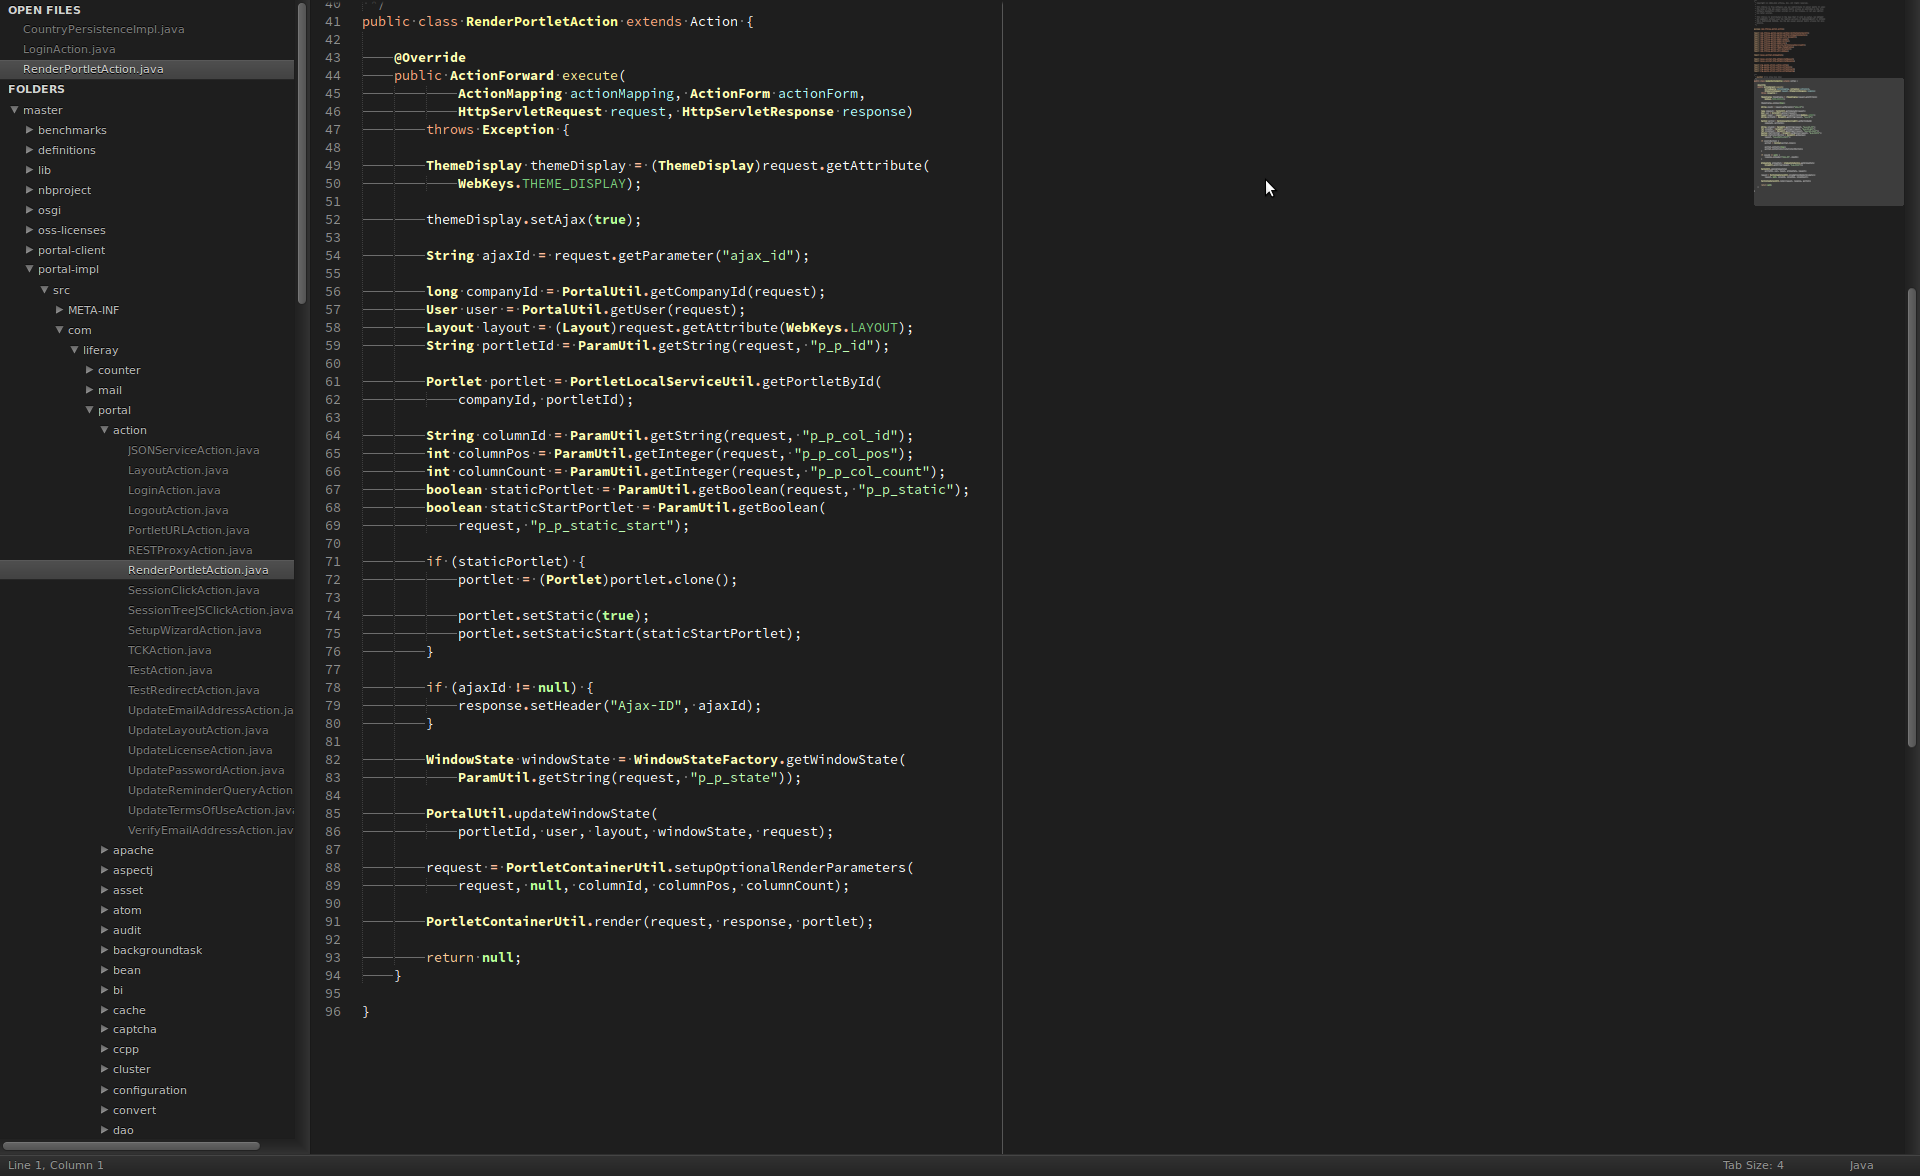 OPEN FILES
CountryPersistenceImpl.java
LoginAction.java
RenderPortletAction.java
FOLDERS
master
benchmarks
definitions
lib
nbproject
osgi
oss-licenses
portal-client
portal-impl
src
META-INF
com
liferay
counter
mail
portal
action
JSONServiceAction.java
LayoutAction.java
LoginAction.java
LogoutAction.java
PortletURLAction.java
RESTProxyAction.java
RenderPortletAction.java
SessionClickAction.java
SessionTreeJSClickAction.java
SetupWizardAction.java
TCKAction.java
TestAction.java
TestRedirectAction.java
UpdateEmailAddressAction.ja
UpdateLayoutAction.java
UpdateLicenseAction.java
UpdatePasswordAction.java
UpdateReminderQueryAction
UpdateTermsOfUseAction.java
VerifyEmailAddressAction.jav
apache
aspectj
asset
atom
audit
backgroundtask
bean
bi
cache
captcha
ccpp
cluster
configuration
convert
dao
40 */
41 public class RenderPortletAction extends Action {
42
43 @Override
44 public ActionForward execute(
45 ActionMapping actionMapping, ActionForm actionForm,
46 HttpServletRequest request, HttpServletResponse response)
47 throws Exception {
48
49 ThemeDisplay themeDisplay = (ThemeDisplay)request.getAttribute(
50 WebKeys.THEME_DISPLAY);
51
52 themeDisplay.setAjax(true);
53
54 String ajaxId = request.getParameter("ajax_id");
55
56 long companyId = PortalUtil.getCompanyId(request);
57 User user = PortalUtil.getUser(request);
58 Layout layout = (Layout)request.getAttribute(WebKeys.LAYOUT);
59 String portletId = ParamUtil.getString(request, "p_p_id");
60
61 Portlet portlet = PortletLocalServiceUtil.getPortletById(
62 companyId, portletId);
63
64 String columnId = ParamUtil.getString(request, "p_p_col_id");
65 int columnPos = ParamUtil.getInteger(request, "p_p_col_pos");
66 int columnCount = ParamUtil.getInteger(request, "p_p_col_count");
67 boolean staticPortlet = ParamUtil.getBoolean(request, "p_p_static");
68 boolean staticStartPortlet = ParamUtil.getBoolean(
69 request, "p_p_static_start");
70
71 if (staticPortlet) {
72 portlet = (Portlet)portlet.clone();
73
74 portlet.setStatic(true);
75 portlet.setStaticStart(staticStartPortlet);
76 }
77
78 if (ajaxId != null) {
79 response.setHeader("Ajax-ID", ajaxId);
80 }
81
82 WindowState windowState = WindowStateFactory.getWindowState(
83 ParamUtil.getString(request, "p_p_state"));
84
85 PortalUtil.updateWindowState(
86 portletId, user, layout, windowState, request);
87
88 request = PortletContainerUtil.setupOptionalRenderParameters(
89 request, null, columnId, columnPos, columnCount);
90
91 PortletContainerUtil.render(request, response, portlet);
92
93 return null;
94 }
95
96 }
Line 1, Column 1
Tab Size: 4
Java